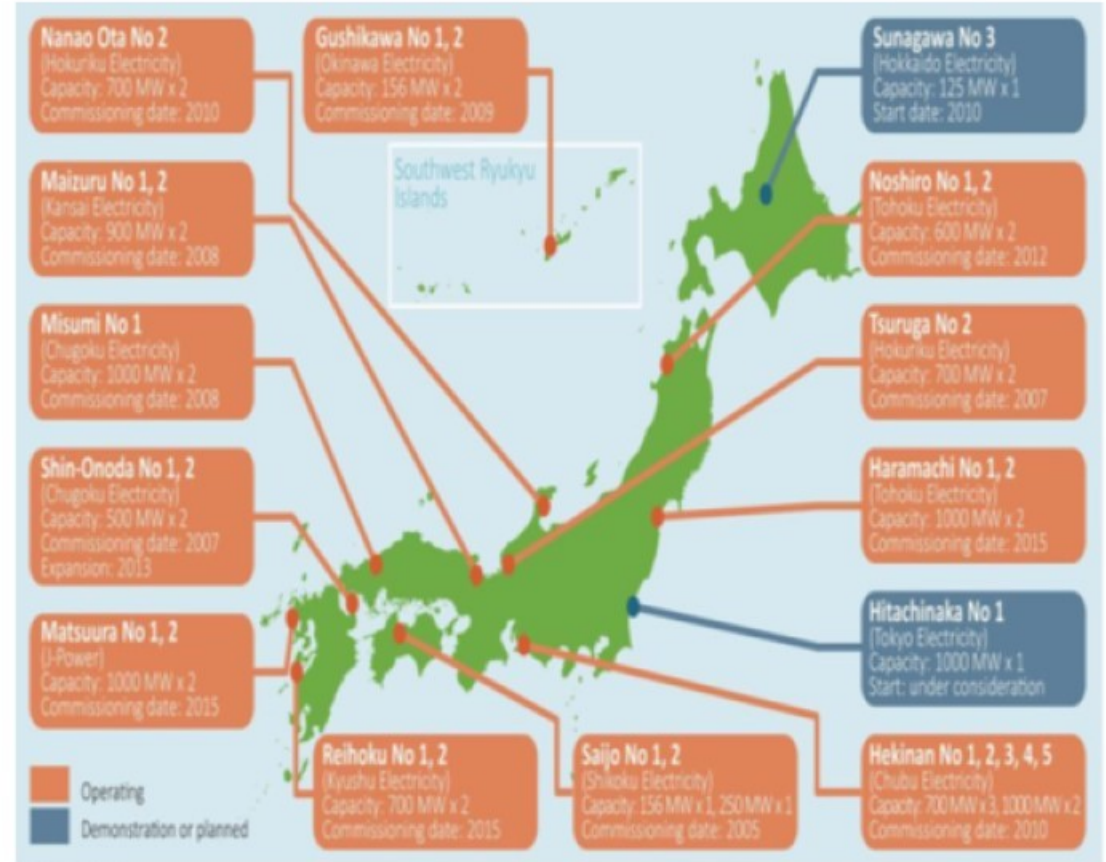 Nanao Ota No 2
(Hokuriku Electricity)
Capacity: 700 MW x 2
Commissioning date: 2010
Gushikawa No 1, 2
(Okinawa Electricity)
Capacity: 156 MW x 2
Commissioning date: 2009
Sunagawa No 3
(Hokkaido Electricity)
Capacity: 125 MW x 1
Start date: 2010
Southwest Ryukyu
Islands
Maizuru No 1, 2
(Kansai Electricity)
Capacity: 900 MW x 2
Commissioning date: 2008
Noshiro No 1, 2
(Tohoku Electricity)
Capacity: 600 MW x 2
Commissioning date: 2012
Misumi No 1
(Chugoku Electricity)
Capacity: 1000 MW x 2
Commissioning date: 2008
Tsuruga No 2
(Hokuriku Electricity)
Capacity: 700 MW x 2
Commissioning date: 2007
Shin-Onoda No 1, 2
(Chugoku Electricity)
Capacity: 500 MW x 2
Commissioning date: 2007
Expansion: 2013
Haramachi No 1, 2
(Tohoku Electricity)
Capacity: 1000 MW x 2
Commissioning date: 2015
Matsuura No 1, 2
(J-Power)
Capacity: 1000 MW x 2
Commissioning date: 2015
Hitachinaka No 1
(Tokyo Electricity)
Capacity: 1000 MW x 1
Start: under consideration
Reihoku No 1, 2
(Kyushu Electricity)
Capacity: 700 MW x 2
Commissioning date: 2015
Saijo No 1, 2
(Shikoku Electricity)
Capacity: 156 MW x 1, 250 MW x 1
Commissioning date: 2005
Hekinan No 1, 2, 3, 4, 5
(Chubu Electricity)
Capacity: 700 MW x 3, 1000 MW x 2
Commissioning date: 2010
Operating
Demonstration or planned